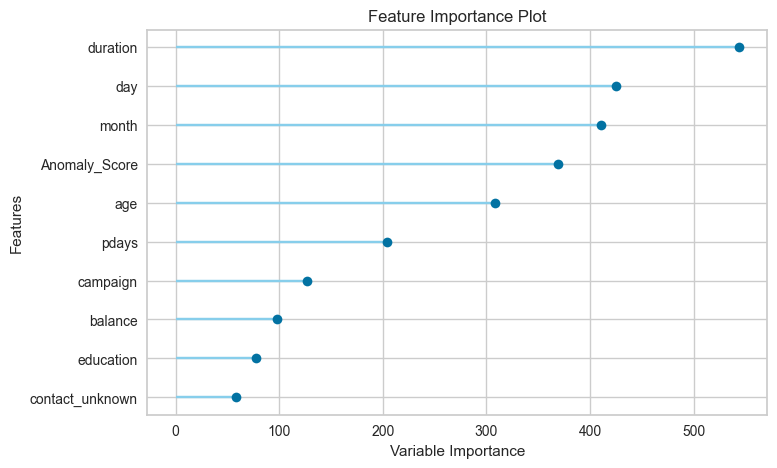 Feature Importance Plot
Features
duration
day
month
Anomaly_Score
age
pdays
campaign
balance
education
contact_unknown
0 100 200 300 400 500
Variable Importance